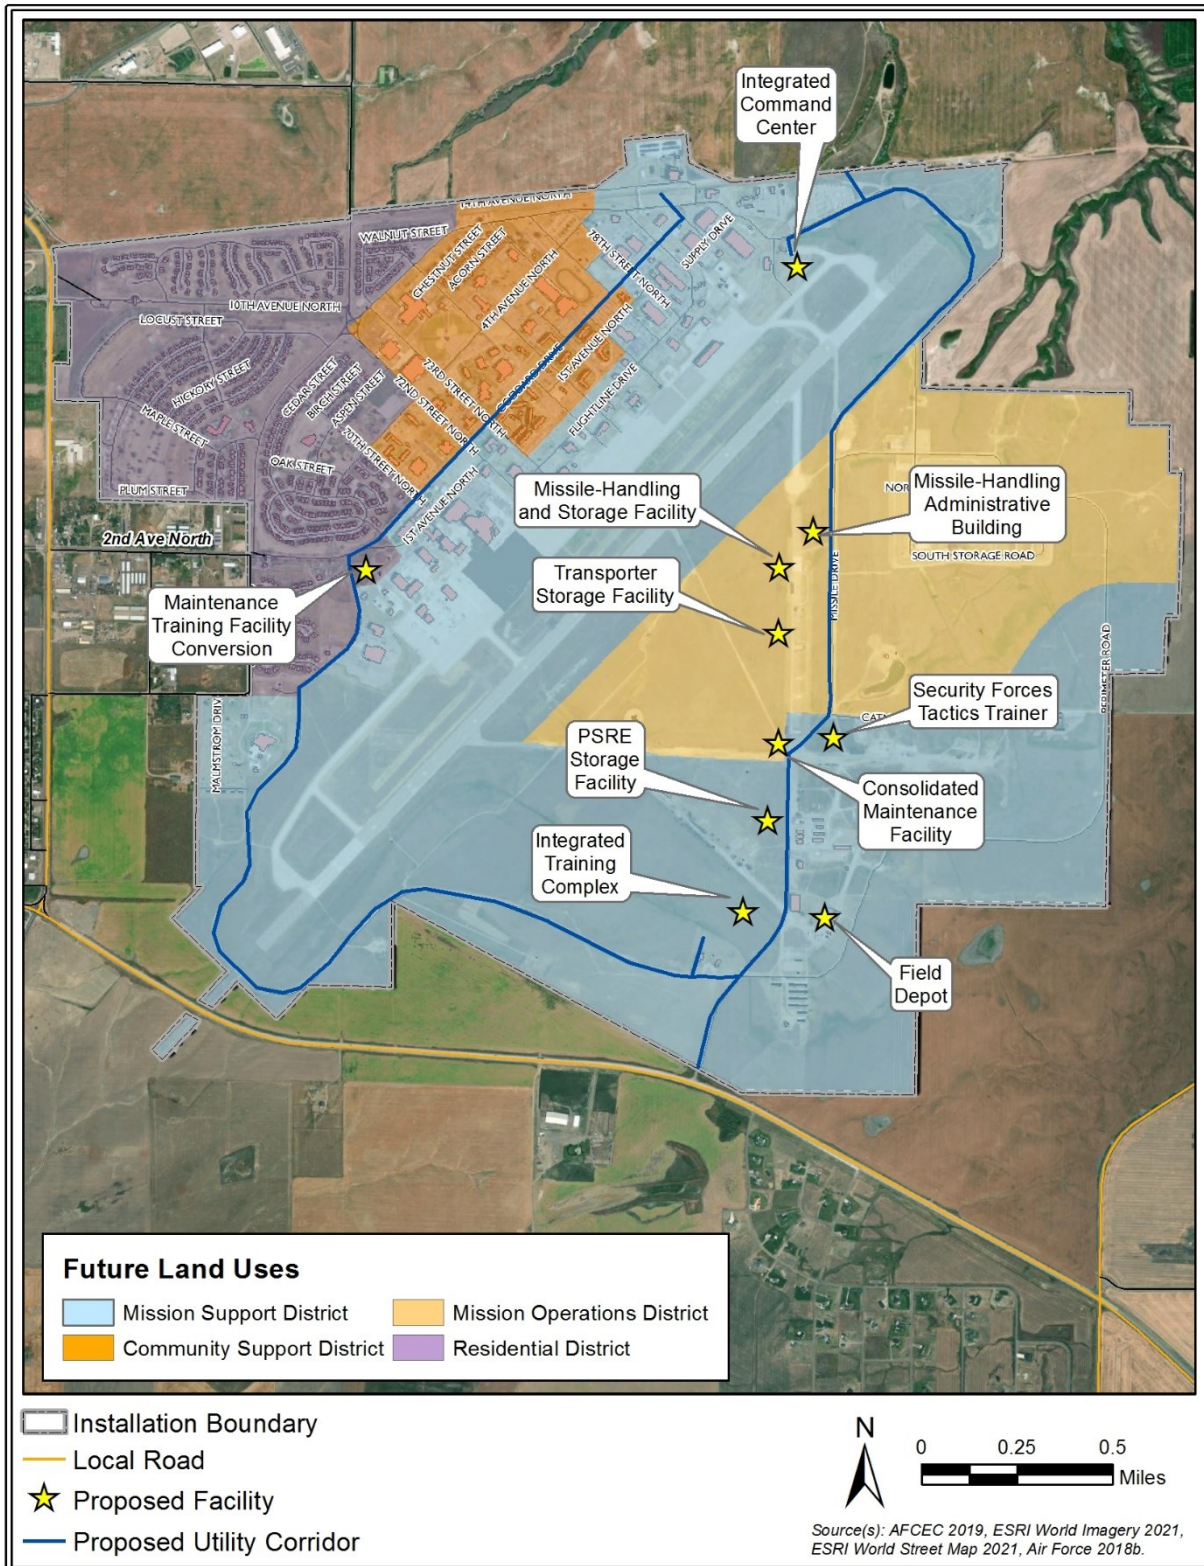 Integrated
Command
Center
14TH AVENUE NORTH
WALNUT STREET
CHESTNUT STREET
ACORN STREET
4TH AVENUE NORTH
78TH STREET NORTH
SUPPLY DRIVE
10TH AVENUE NORTH
LOCUST STREET
HICKORY STREET
MAPLE STREET
CEDAR STREET
BIRCH STREET
ASPEN STREET
73RD STREET NORTH
72ND STREET NORTH
70TH STREET NORTH
1ST AVENUE NORTH
FLIGHTLINE DRIVE
OAK STREET
PLUM STREET
1ST AVENUE NORTH
2nd Ave North
Missile-Handling
and Storage Facility
Missile-Handling
Administrative
Building
NOR
SOUTH STORAGE ROAD
Transporter
Storage Facility
MISSILE DRIVE
Maintenance
Training Facility
Conversion
PERIMETER ROAD
MALMSTROM DRIV
Security Forces
Tactics Trainer
PSRE
Storage
Facility
Consolidated
Maintenance
Facility
Integrated
Training
Complex
Field
Depot
Future Land Uses
Mission Support District
Mission Operations District
Community Support District
Residential District
Installation Boundary
Local Road
Proposed Facility
Proposed Utility Corridor
N
0 0.25 0.5
Miles
Source(s): AFCEC 2019, ESRI World Imagery 2021,
ESRI World Street Map 2021, Air Force 2018b.